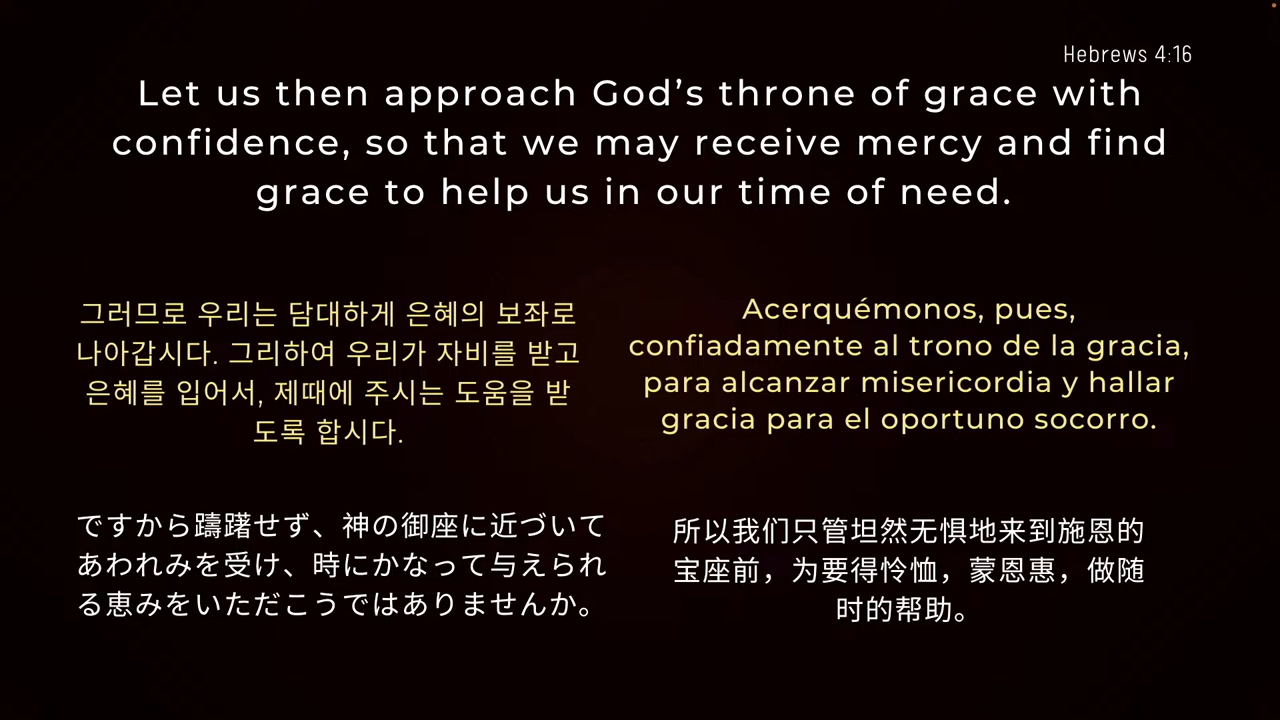 Hebrews 4:16
Let us then approach God’s throne of grace with
confidence, so that we may receive mercy and find
grace to help us in our time of need.
그러므로 우리는 담대하게 은혜의 보좌로
나아갑시다. 그리하여 우리가 자비를 받고
은혜를 입어서, 제때에 주시는 도움을 받
도록 합시다.
Acerquémonos, pues,
confiadamente al trono de la gracia,
para alcanzar misericordia y hallar
gracia para el oportuno socorro.
ですから躊躇せず、神の御座に近づいて
あわれみを受け、時にかなって与えられ
る恵みをいただこうではありませんか。
所以我们只管坦然无惧地来到施恩的
宝座前，为要得怜恤，蒙恩惠，做随
时的帮助。